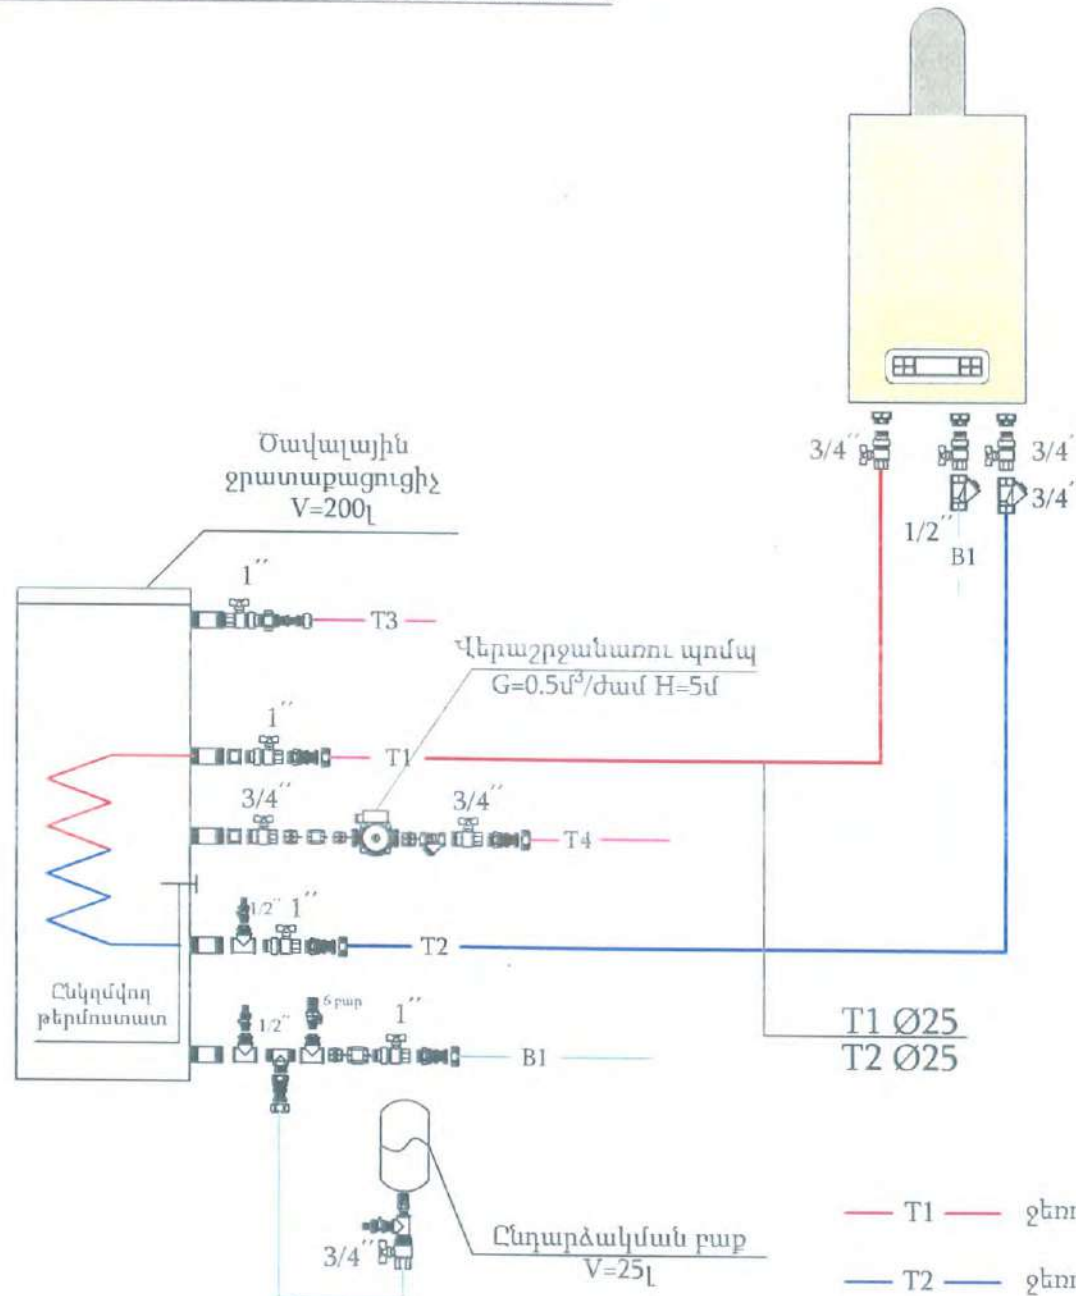 Ծավալային
ջրատաքացուցիչ
V=200լ
3/4´´
3/4´
3/4´
1/2´´
B1
1´´
T3
Վերաշրջանառու պոմպ
G=0.5մ³/ժամ H=5մ
1´´
T1
3/4´´
3/4´´
T4
1/2´´
1´´
T2
Ընկղմվող
թերմոստատ
1/2´´
6 բար
1´´
B1
T1 Ø25
T2 Ø25
3/4´´
Ընդարձակման բաք
V=25լ
T1
T2